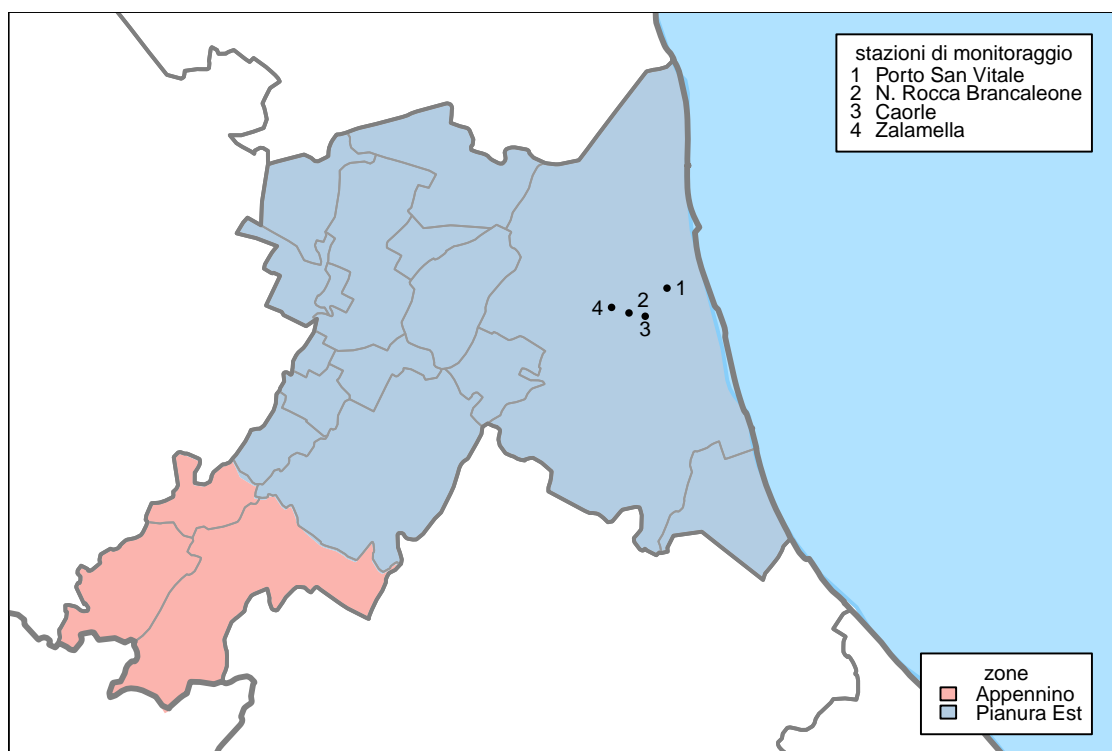 stazioni di monitoraggio
1 Porto San Vitale
2 N. Rocca Brancaleone
3 Caorle
4 Zalamella
1
2
4
3
zone
Appennino
Pianura Est